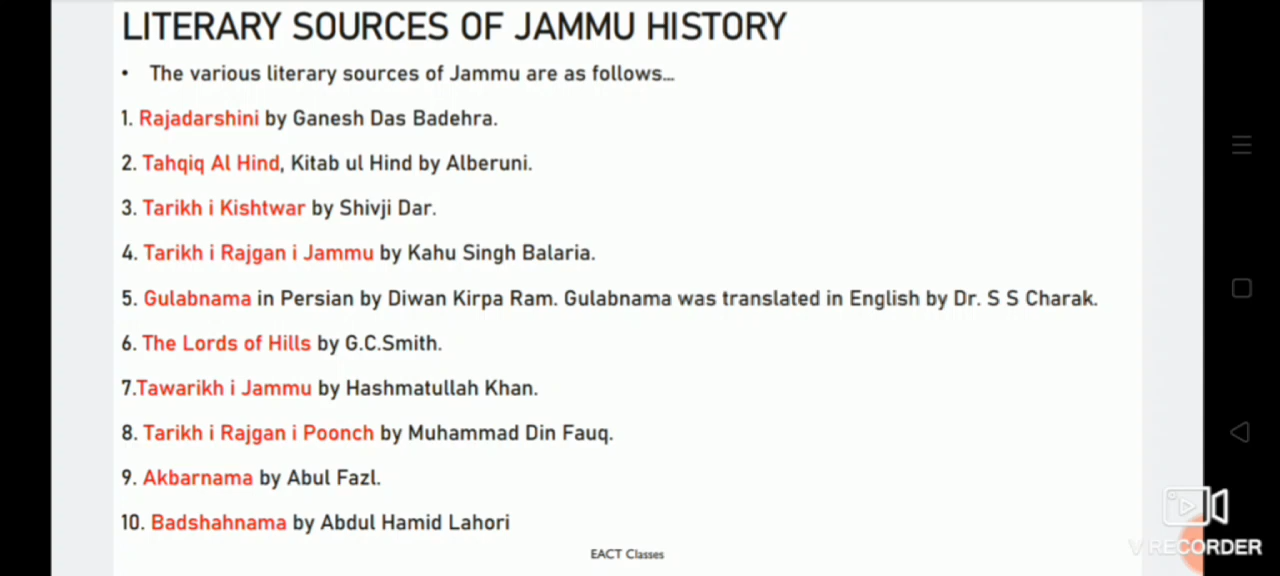 LITERARY SOURCES OF JAMMU HISTORY
• The various literary sources of Jammu are as follows...
1. Rajadarshini by Ganesh Das Badehra.
2. Tahqiq Al Hind, Kitab ul Hind by Alberuni.
3. Tarikh i Kishtwar by Shivji Dar.
4. Tarikh i Rajgan i Jammu by Kahu Singh Balaria.
5. Gulabnama in Persian by Diwan Kirpa Ram. Gulabnama was translated in English by Dr. S S Charak.
6. The Lords of Hills by G.C.Smith.
7.Tawarikh i Jammu by Hashmatullah Khan.
8. Tarikh i Rajgan i Poonch by Muhammad Din Fauq.
9. Akbarnama by Abul Fazl.
10. Badshahnama by Abdul Hamid Lahori
EACT Classes
V RECORDER